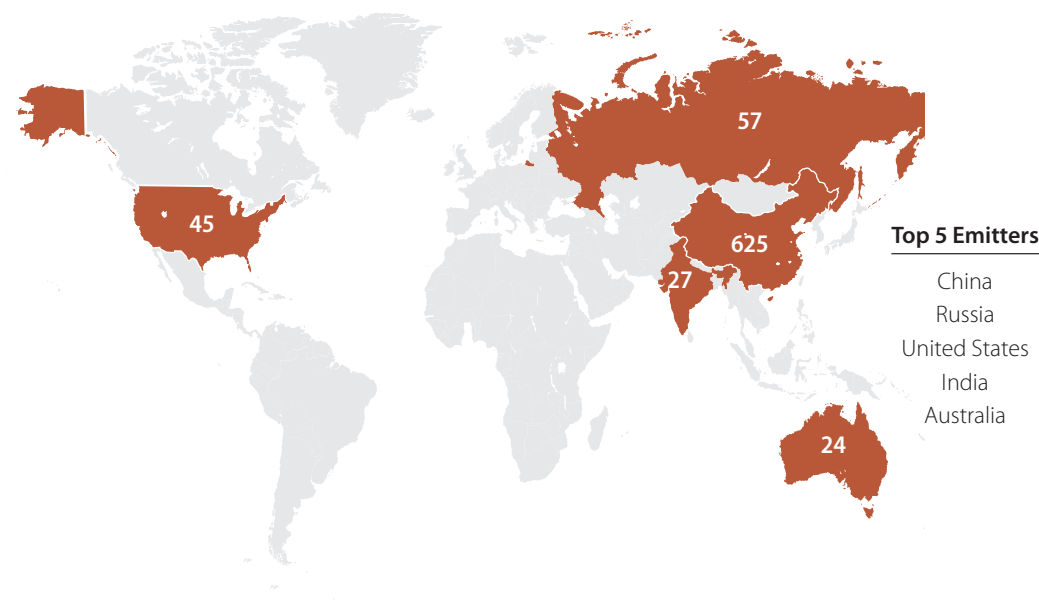 57
45
625
27
24
Top 5 Emitters
China
Russia
United States
India
Australia